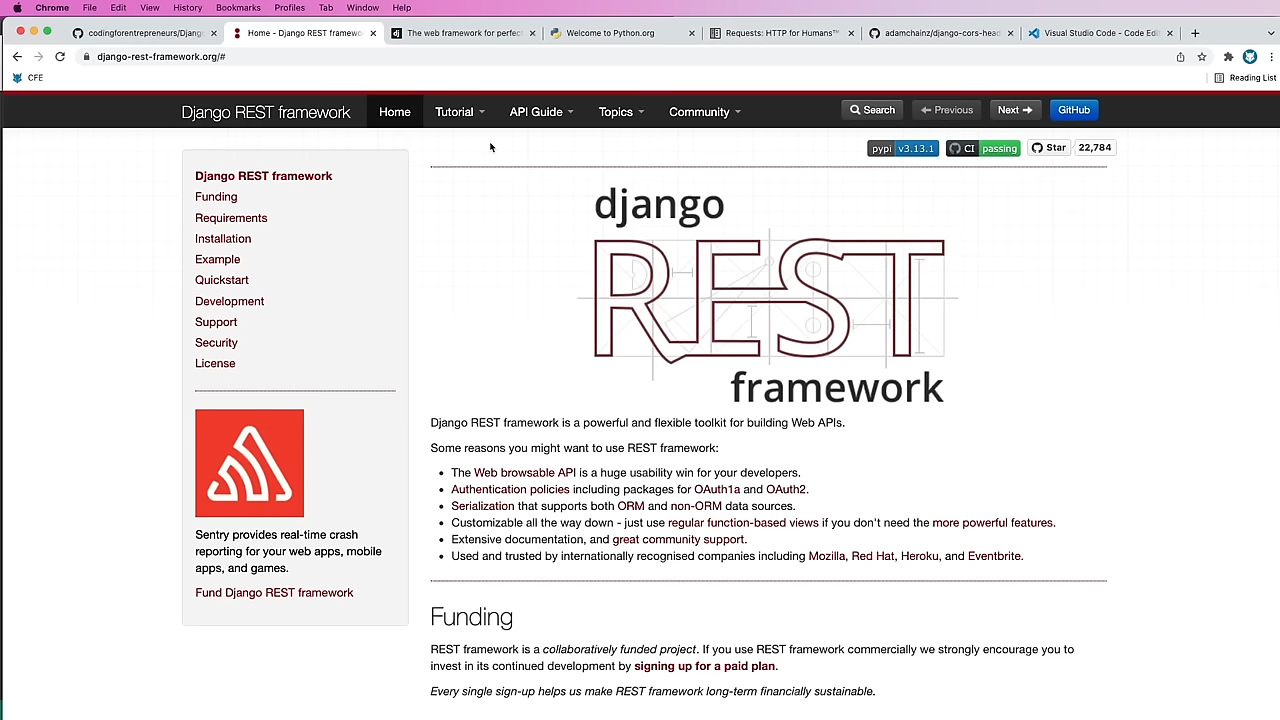 Chrome File Edit View History Bookmarks Profiles Tab Window Help
codingforentrepreneurs/Djang Home - Django REST framewo The web framework for perfec Welcome to Python.org Requests: HTTP for Humans™ adamchainz/django-cors-head Visual Studio Code - Code Edit
django-rest-framework.org/#
CFE Reading List
Django REST framework Home Tutorial API Guide Topics Community Search Previous Next GitHub
pypi v3.13.1 CI passing Star 22,784
Django REST framework
Funding
Requirements
Installation
Example
Quickstart
Development
Support
Security
License
Sentry provides real-time crash
reporting for your web apps, mobile
apps, and games.
Fund Django REST framework
django
REST
framework
Django REST framework is a powerful and flexible toolkit for building Web APIs.
Some reasons you might want to use REST framework:
• The Web browsable API is a huge usability win for your developers.
• Authentication policies including packages for OAuth1a and OAuth2.
• Serialization that supports both ORM and non-ORM data sources.
• Customizable all the way down - just use regular function-based views if you don't need the more powerful features.
• Extensive documentation, and great community support.
• Used and trusted by internationally recognised companies including Mozilla, Red Hat, Heroku, and Eventbrite.
Funding
REST framework is a collaboratively funded project. If you use REST framework commercially we strongly encourage you to
invest in its continued development by signing up for a paid plan.
Every single sign-up helps us make REST framework long-term financially sustainable.